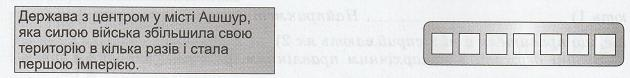 Держава з центром у місті Ашшур,
яка силою війська збільшила свою
територію в кілька разів і стала
першою імперією.